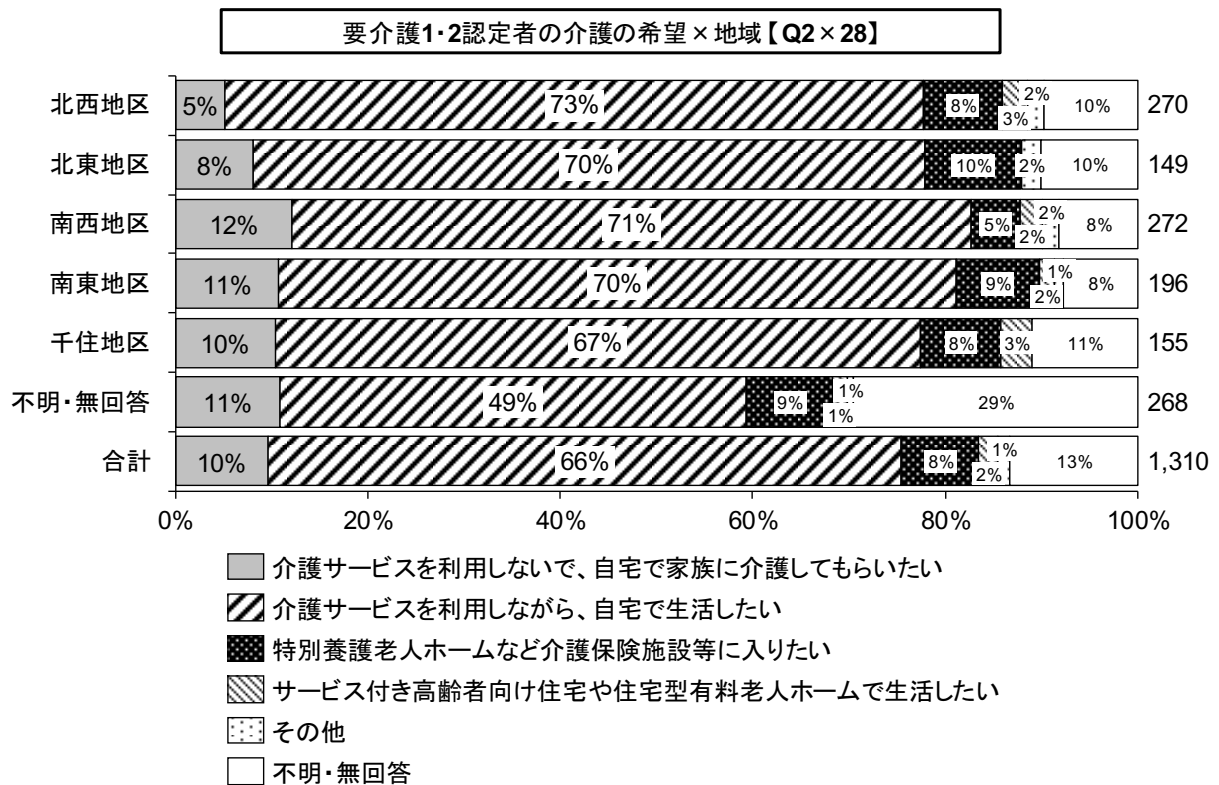 要介護1・2認定者の介護の希望×地域【Q2×28】
北西地区 5% 73% 8% 3% 2% 10% 270
北東地区 8% 70% 10% 2% 10% 149
南西地区 12% 71% 5% 2% 2% 8% 272
南東地区 11% 70% 9% 2% 1% 8% 196
千住地区 10% 67% 8% 3% 11% 155
不明・無回答 11% 49% 9% 1% 1% 29% 268
合計 10% 66% 8% 2% 1% 13% 1,310
0% 20% 40% 60% 80% 100%
介護サービスを利用しないで、自宅で家族に介護してもらいたい
介護サービスを利用しながら、自宅で生活したい
特別養護老人ホームなど介護保険施設等に入りたい
サービス付き高齢者向け住宅や住宅型有料老人ホームで生活したい
その他
不明・無回答